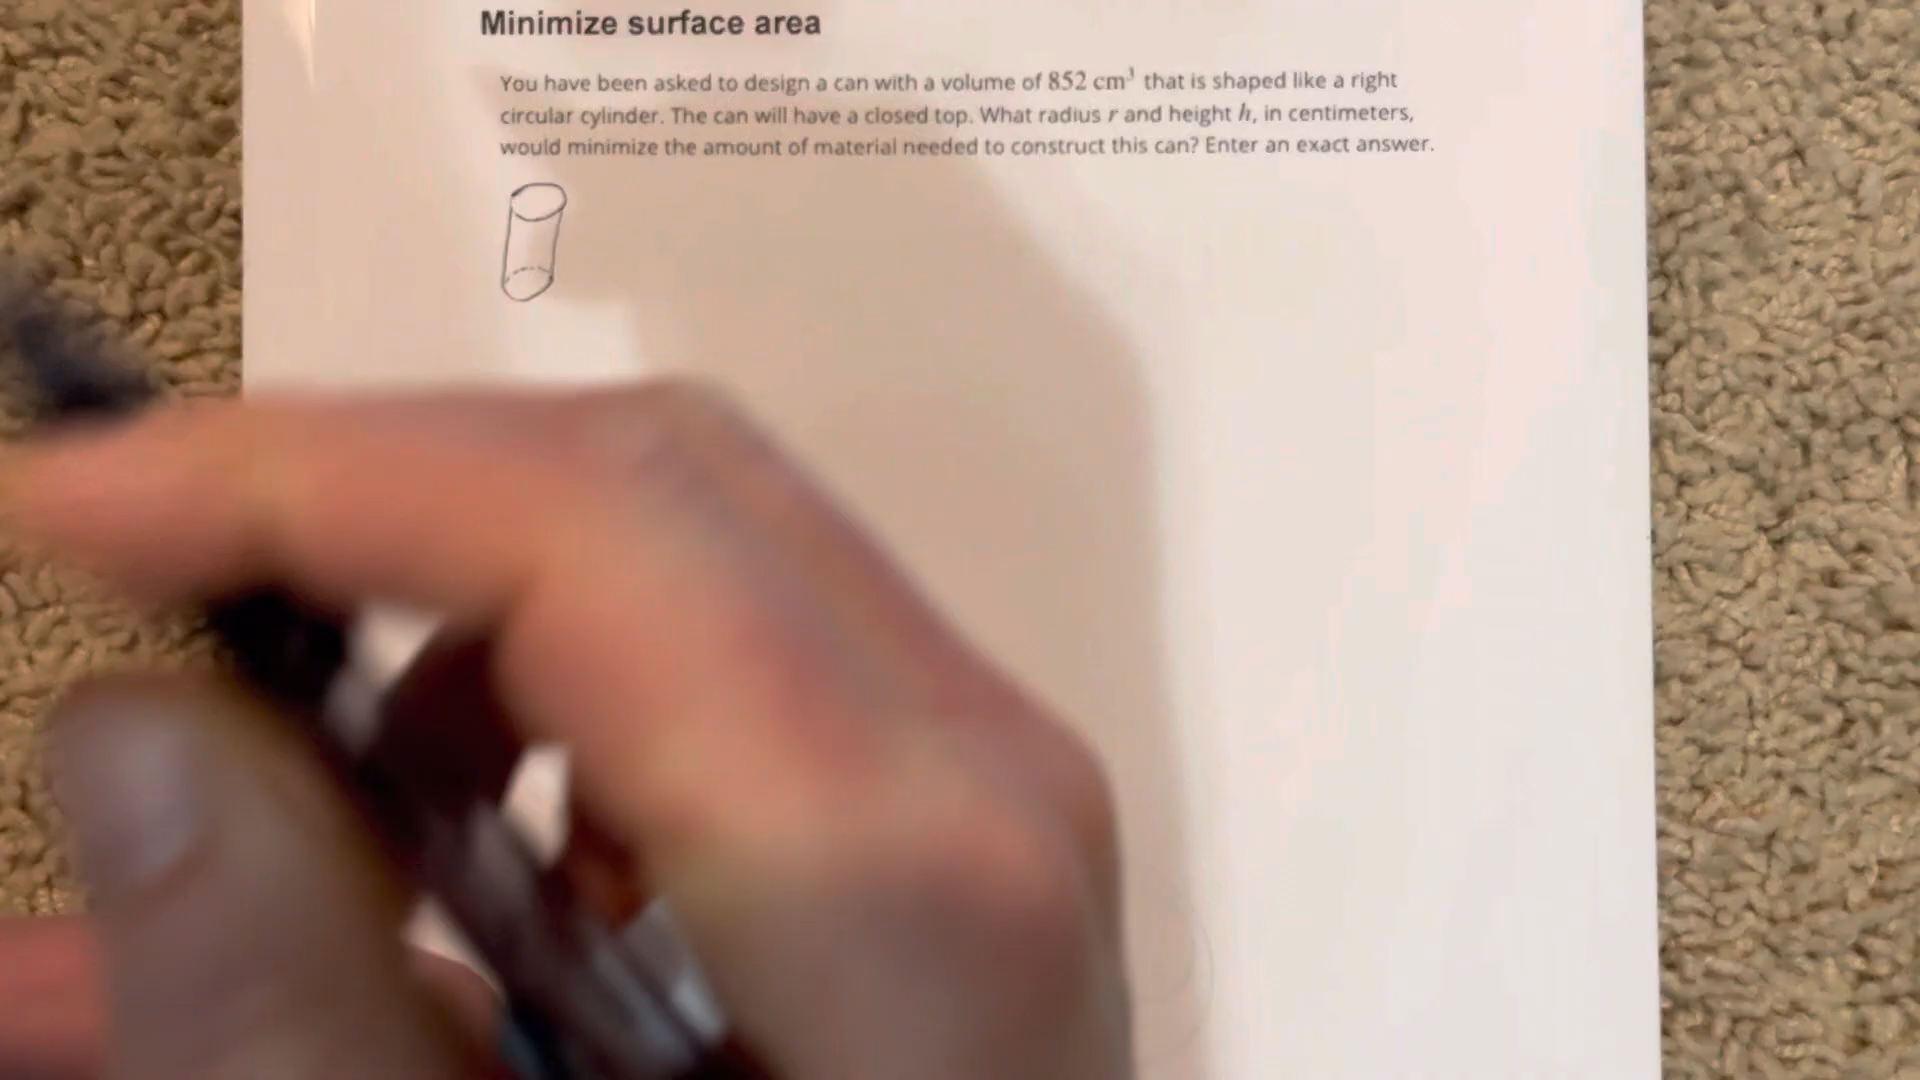 Minimize surface area
You have been asked to design a can with a volume of 852 cm³ that is shaped like a right
circular cylinder. The can will have a closed top. What radius r and height h, in centimeters,
would minimize the amount of material needed to construct this can? Enter an exact answer.